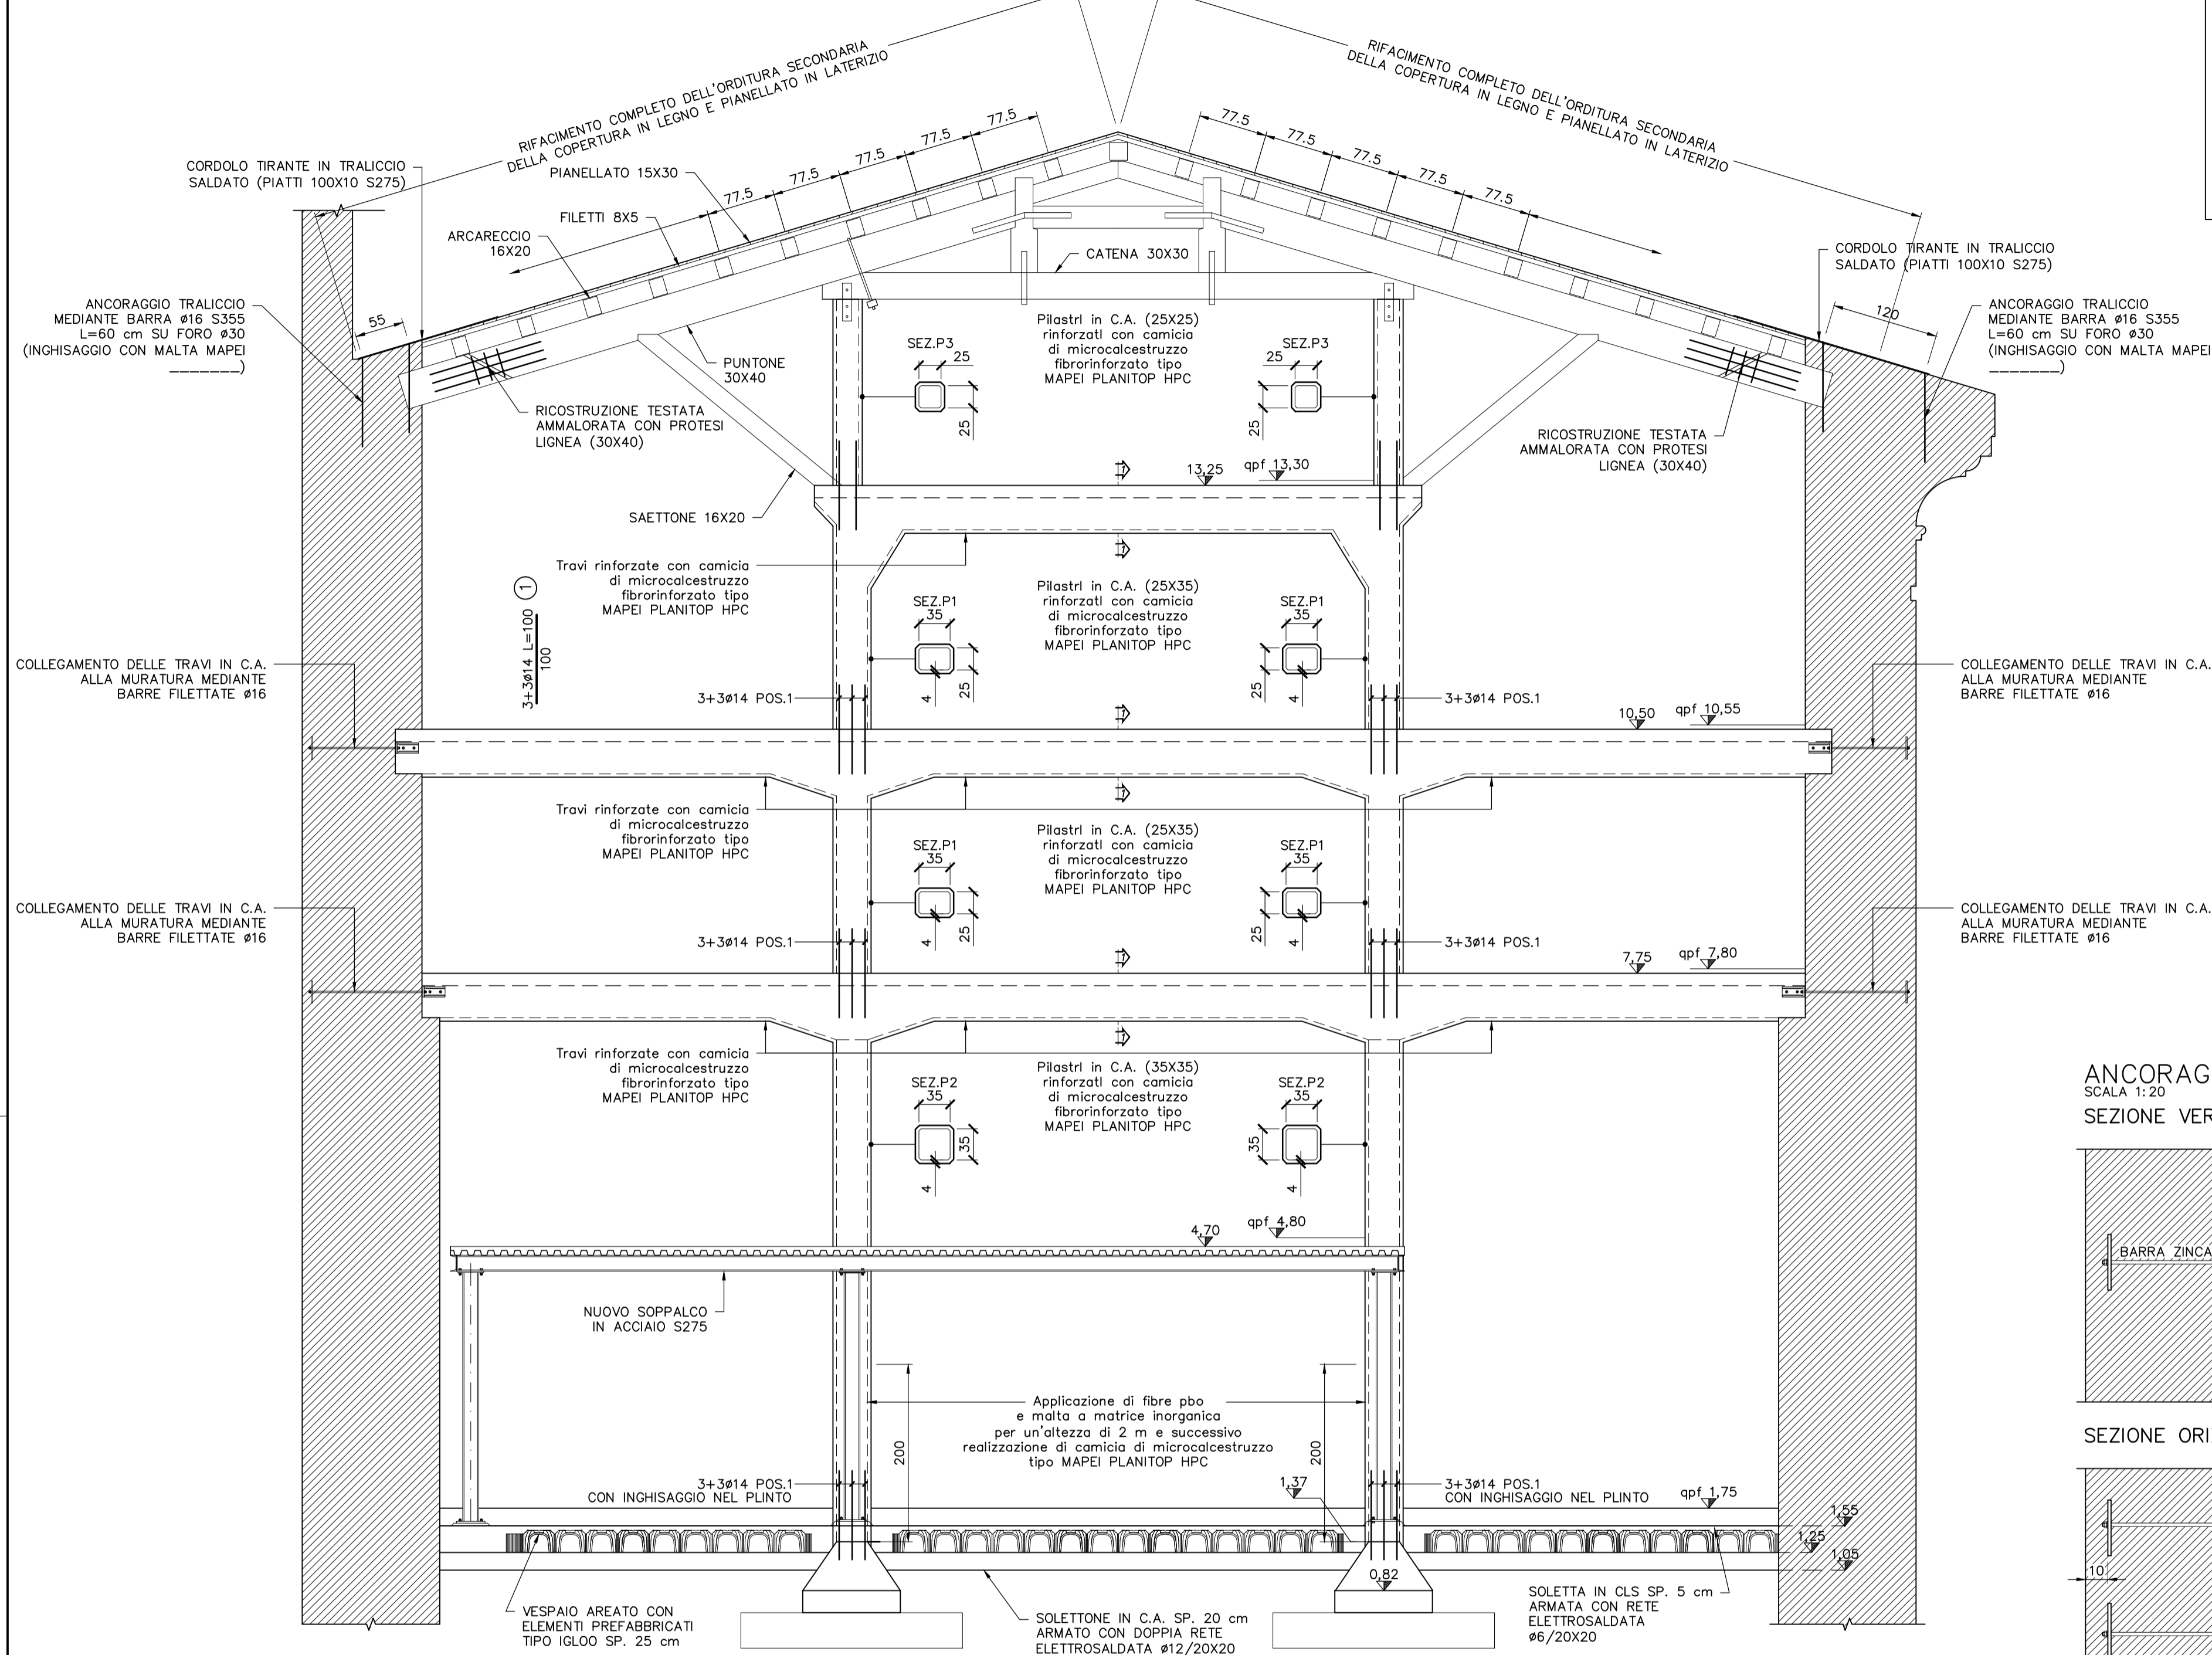 RIFACIMENTO COMPLETO DELL'ORDITURA SECONDARIA
DELLA COPERTURA IN LEGNO E PIANELLATO IN LATERIZIO
RIFACIMENTO COMPLETO DELL'ORDITURA SECONDARIA
DELLA COPERTURA IN LEGNO E PIANELLATO IN LATERIZIO
77.5
77.5
77.5
77.5
77.5
77.5
77.5
77.5
77.5
77.5
CORDOLO TIRANTE IN TRALICCIO
SALDATO (PIATTI 100X10 S275)
PIANELLATO 15X30
FILETTI 8X5
ARCARECCIO
16X20
CATENA 30X30
CORDOLO TIRANTE IN TRALICCIO
SALDATO (PIATTI 100X10 S275)
ANCORAGGIO TRALICCIO
MEDIANTE BARRA ø16 S355
L=60 cm SU FORO ø30
(INGHISAGGIO CON MALTA MAPEI
_______)
55
120
ANCORAGGIO TRALICCIO
MEDIANTE BARRA ø16 S355
L=60 cm SU FORO ø30
(INGHISAGGIO CON MALTA MAPEI
_______)
PUNTONE
30X40
SEZ.P3
25
25
Pilastri in C.A. (25X25)
rinforzati con camicia
di microcalcestruzzo
fibrorinforzato tipo
MAPEI PLANITOP HPC
SEZ.P3
25
25
RICOSTRUZIONE TESTATA
AMMALORATA CON PROTESI
LIGNEA (30X40)
RICOSTRUZIONE TESTATA
AMMALORATA CON PROTESI
LIGNEA (30X40)
1
13,25
qpf 13,30
SAETTONE 16X20
1
Travi rinforzate con camicia
di microcalcestruzzo
fibrorinforzato tipo
MAPEI PLANITOP HPC
3+3ø14 L=100
1
100
SEZ.P1
35
25
4
Pilastri in C.A. (25X35)
rinforzati con camicia
di microcalcestruzzo
fibrorinforzato tipo
MAPEI PLANITOP HPC
SEZ.P1
35
25
4
COLLEGAMENTO DELLE TRAVI IN C.A.
ALLA MURATURA MEDIANTE
BARRE FILETTATE ø16
COLLEGAMENTO DELLE TRAVI IN C.A.
ALLA MURATURA MEDIANTE
BARRE FILETTATE ø16
3+3ø14 POS.1
3+3ø14 POS.1
1
10,50
qpf 10,55
1
Travi rinforzate con camicia
di microcalcestruzzo
fibrorinforzato tipo
MAPEI PLANITOP HPC
SEZ.P1
35
25
4
Pilastri in C.A. (25X35)
rinforzati con camicia
di microcalcestruzzo
fibrorinforzato tipo
MAPEI PLANITOP HPC
SEZ.P1
35
25
4
COLLEGAMENTO DELLE TRAVI IN C.A.
ALLA MURATURA MEDIANTE
BARRE FILETTATE ø16
COLLEGAMENTO DELLE TRAVI IN C.A.
ALLA MURATURA MEDIANTE
BARRE FILETTATE ø16
3+3ø14 POS.1
3+3ø14 POS.1
1
7,75
qpf 7,80
1
Travi rinforzate con camicia
di microcalcestruzzo
fibrorinforzato tipo
MAPEI PLANITOP HPC
SEZ.P2
35
35
4
Pilastri in C.A. (35X35)
rinforzati con camicia
di microcalcestruzzo
fibrorinforzato tipo
MAPEI PLANITOP HPC
SEZ.P2
35
35
4
4,70
qpf 4,80
NUOVO SOPPALCO
IN ACCIAIO S275
200
Applicazione di fibre pbo
e malta a matrice inorganica
per un'altezza di 2 m e successivo
realizzazione di camicia di microcalcestruzzo
tipo MAPEI PLANITOP HPC
200
3+3ø14 POS.1
CON INGHISAGGIO NEL PLINTO
1,37
3+3ø14 POS.1
CON INGHISAGGIO NEL PLINTO
qpf 1,75
1,55
1,25
1,05
0,82
VESPAIO AREATO CON
ELEMENTI PREFABBRICATI
TIPO IGLOO SP. 25 cm
SOLETTONE IN C.A. SP. 20 cm
ARMATO CON DOPPIA RETE
ELETTROSALDATA ø12/20X20
SOLETTA IN CLS SP. 5 cm
ARMATA CON RETE
ELETTROSALDATA
ø6/20X20
ANCORAG
SCALA 1:20
SEZIONE VER
BARRA ZINCA
SEZIONE ORI
10